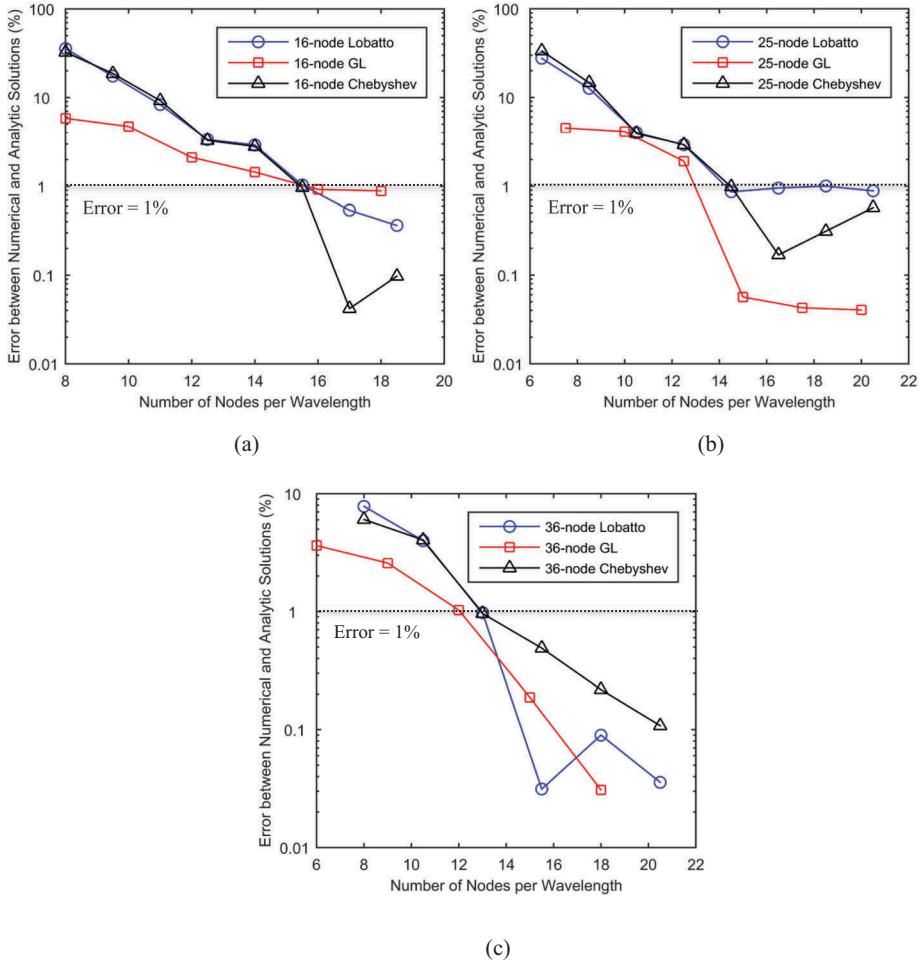 Error between Numerical and Analytic Solutions (%)
100
10
1
0.1
0.01
16-node Lobatto
16-node GL
16-node Chebyshev
Error = 1%
8 10 12 14 16 18 20
Number of Nodes per Wavelength
(a)
Error between Numerical and Analytic Solutions (%)
100
10
1
0.1
0.01
25-node Lobatto
25-node GL
25-node Chebyshev
Error = 1%
6 8 10 12 14 16 18 20 22
Number of Nodes per Wavelength
(b)
Error between Numerical and Analytic Solutions (%)
10
1
0.1
0.01
36-node Lobatto
36-node GL
36-node Chebyshev
Error = 1%
6 8 10 12 14 16 18 20 22
Number of Nodes per Wavelength
(c)